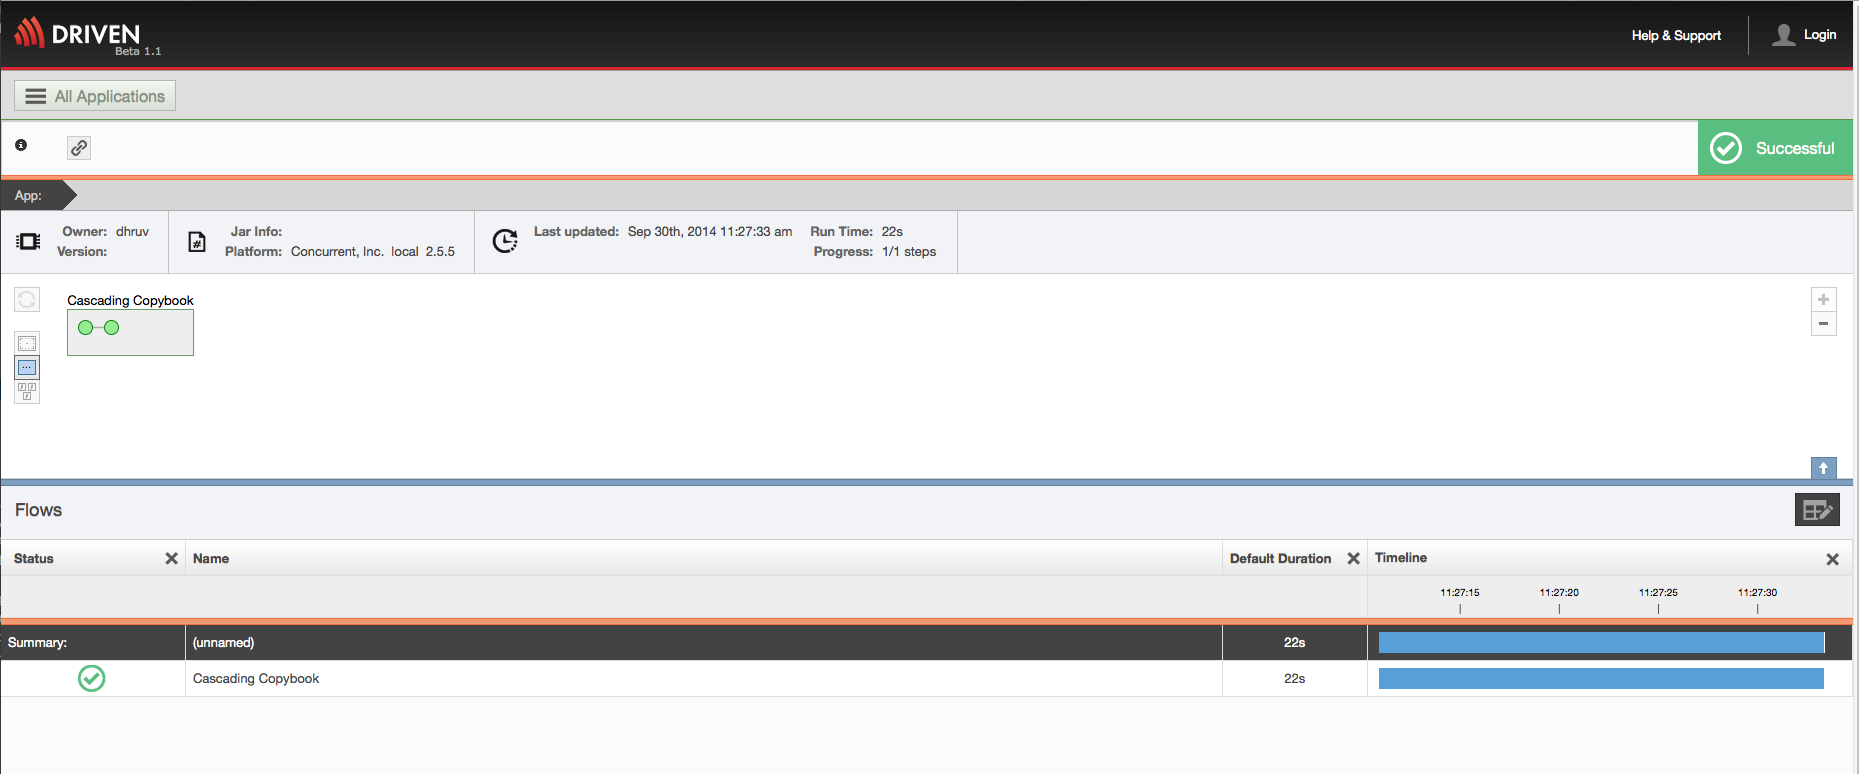 DRIVEN
Beta 1.1
Help & Support
Login
All Applications
Successful
App:
Owner: dhruv
Version:
Jar Info:
Platform: Concurrent, Inc. local 2.5.5
Last updated: Sep 30th, 2014 11:27:33 am
Run Time: 22s
Progress: 1/1 steps
Cascading Copybook
Flows
Status
Name
Default Duration
Timeline
11:27:15 11:27:20 11:27:25 11:27:30
Summary: (unnamed) 22s
Cascading Copybook 22s